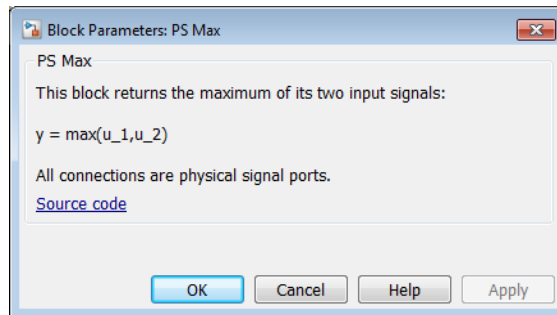 Block Parameters: PS Max
PS Max
This block returns the maximum of its two input signals:
y = max(u_1,u_2)
All connections are physical signal ports.
Source code
OK Cancel Help Apply